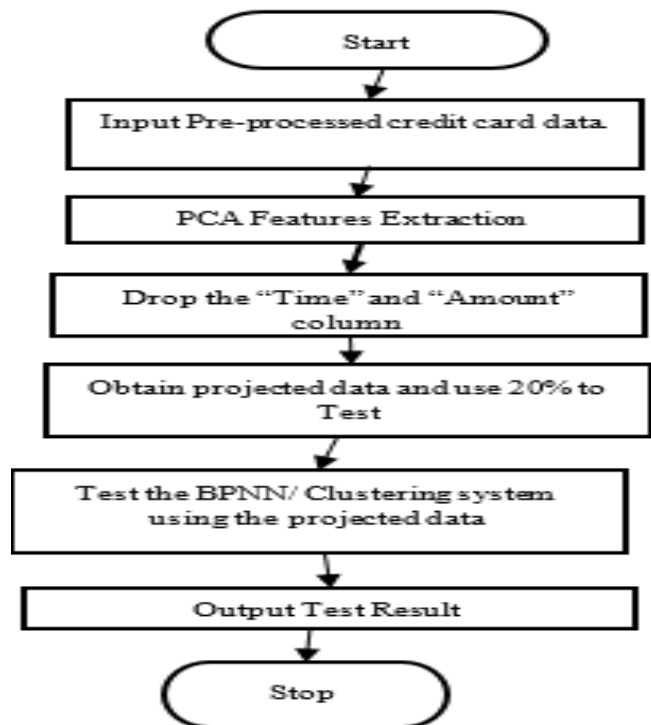 Start
Input Pre-processed credit card data.
PCA Features Extraction
Drop the “Time” and “Amount”
column
Obtain projected data and use 20% to
Test
Test the BPNN/ Clustering system
using the projected data
Output Test Result
Stop